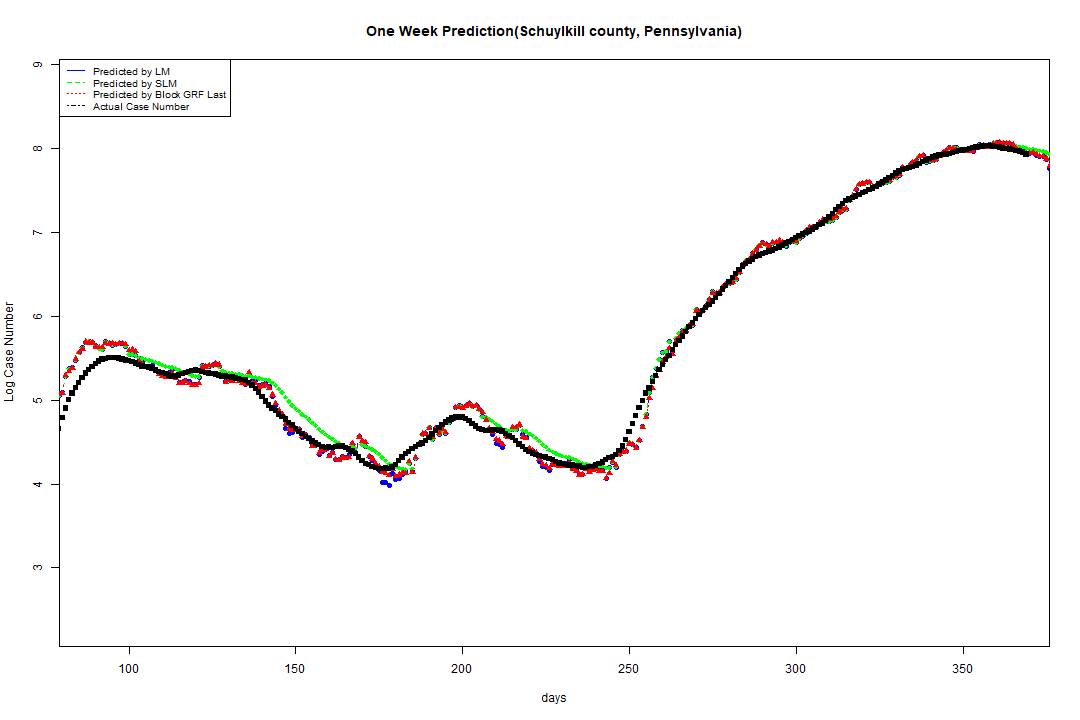 One Week Prediction(Schuylkill county, Pennsylvania)
Predicted by LM
Predicted by SLM
Predicted by Block GRF Last
Actual Case Number
9
8
7
6
5
4
3
Log Case Number
100 150 200 250 300 350
days